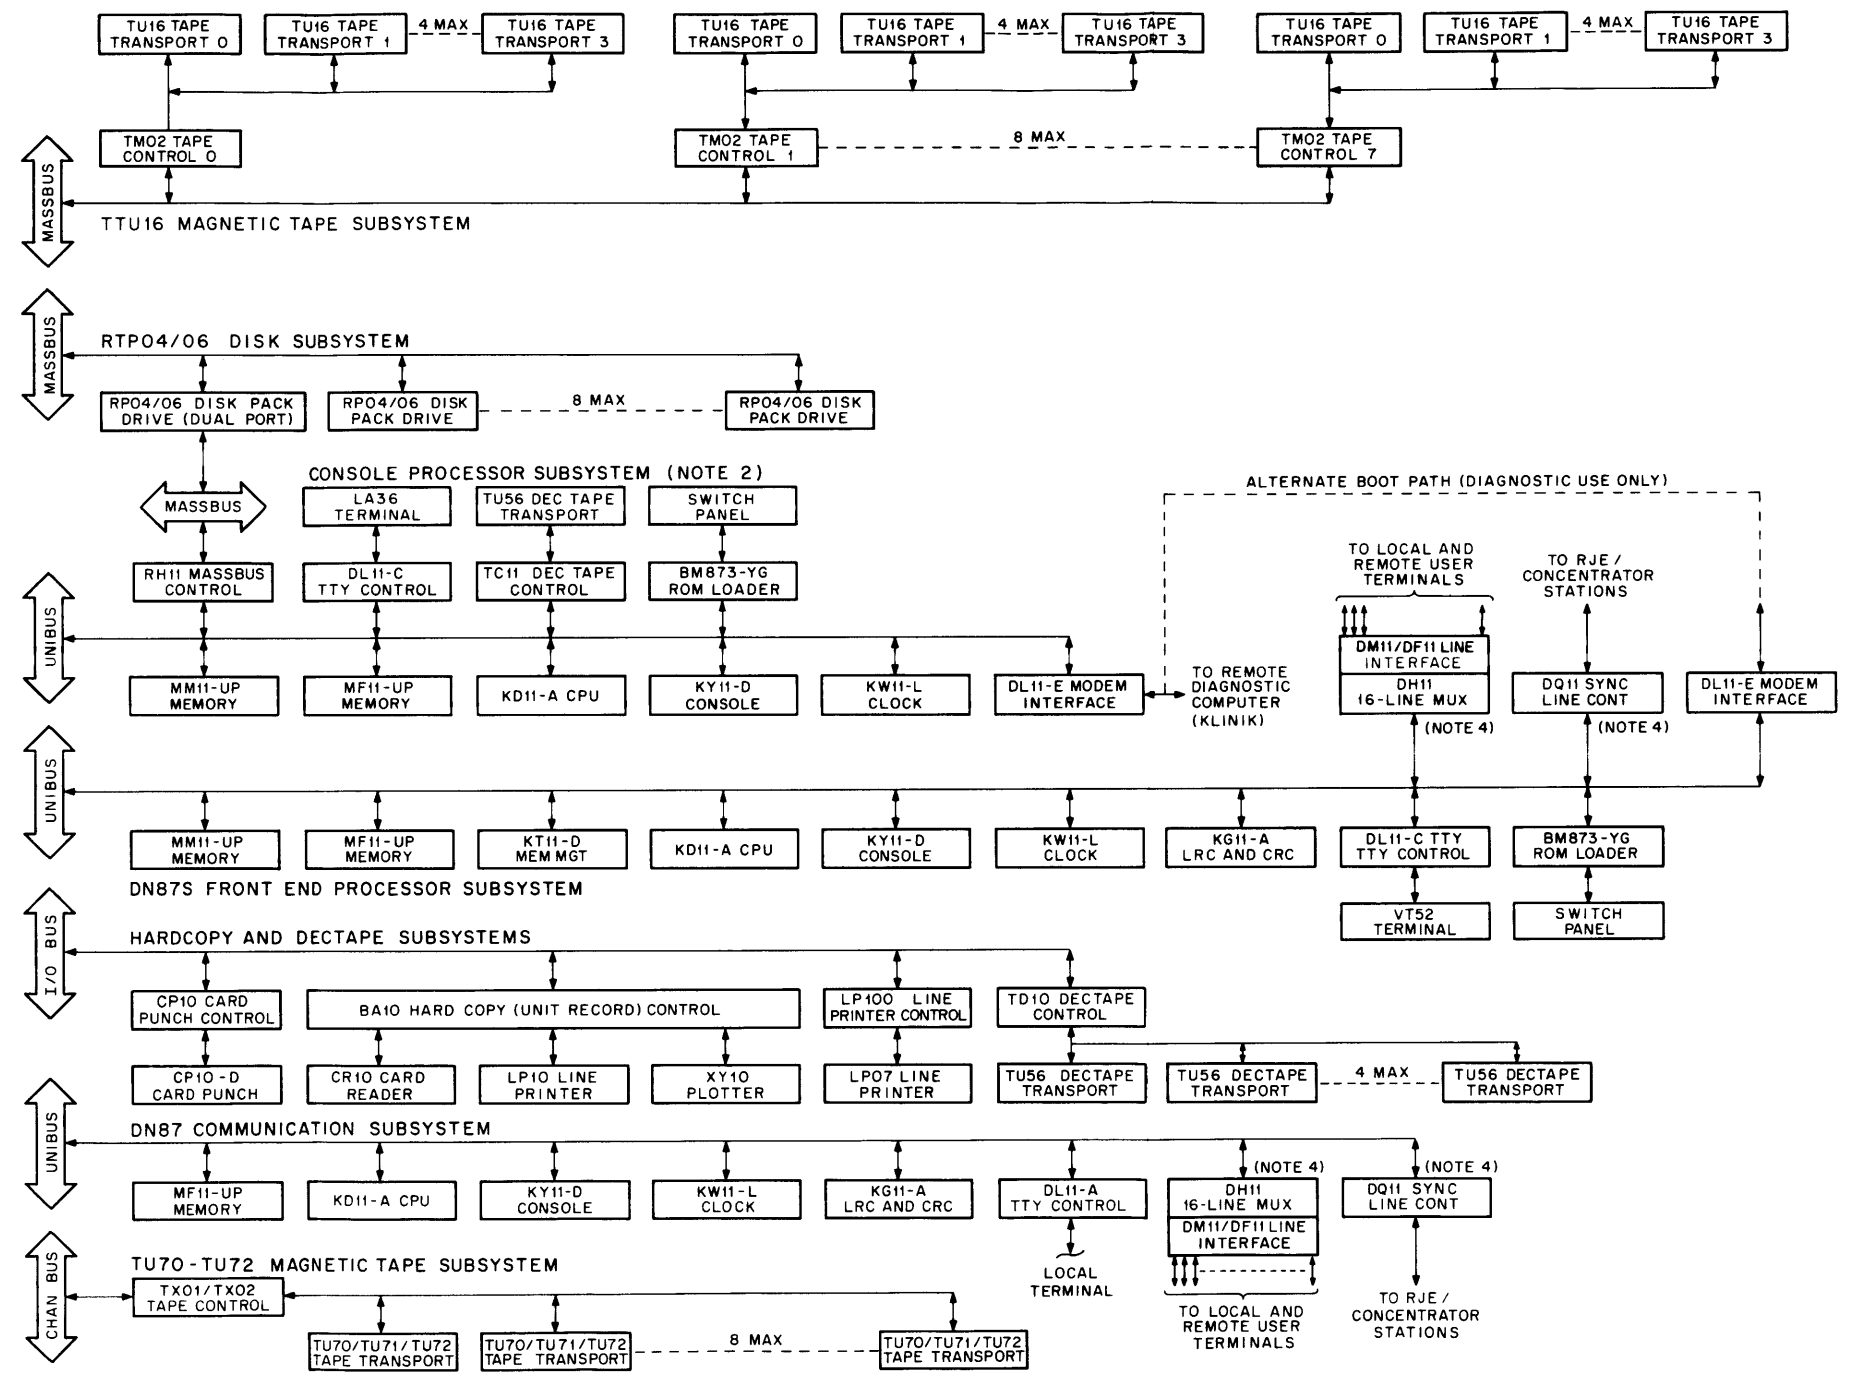 TU16 TAPE
TRANSPORT 0
TU16 TAPE
TRANSPORT 1
4 MAX
TU16 TAPE
TRANSPORT 3
TU16 TAPE
TRANSPORT 0
TU16 TAPE
TRANSPORT 1
4 MAX
TU16 TAPE
TRANSPORT 3
TU16 TAPE
TRANSPORT 0
TU16 TAPE
TRANSPORT 1
4 MAX
TU16 TAPE
TRANSPORT 3
TM02 TAPE
CONTROL 0
TM02 TAPE
CONTROL 1
8 MAX
TM02 TAPE
CONTROL 7
MASSBUS
TTU16 MAGNETIC TAPE SUBSYSTEM
MASSBUS
RTP04/06 DISK SUBSYSTEM
RP04/06 DISK PACK
DRIVE (DUAL PORT)
RP04/06 DISK
PACK DRIVE
8 MAX
RP04/06 DISK
PACK DRIVE
CONSOLE PROCESSOR SUBSYSTEM (NOTE 2)
MASSBUS
LA36
TERMINAL
TU56 DEC TAPE
TRANSPORT
SWITCH
PANEL
ALTERNATE BOOT PATH (DIAGNOSTIC USE ONLY)
RH11 MASSBUS
CONTROL
DL11-C
TTY CONTROL
TC11 DEC TAPE
CONTROL
BM873-YG
ROM LOADER
TO LOCAL AND
REMOTE USER
TERMINALS
TO RJE/
CONCENTRATOR
STATIONS
UNIBUS
MM11-UP
MEMORY
MF11-UP
MEMORY
KD11-A CPU
KY11-D
CONSOLE
KW11-L
CLOCK
DL11-E MODEM
INTERFACE
TO REMOTE
DIAGNOSTIC
COMPUTER
(KLINIK)
DM11/DF11 LINE
INTERFACE
DH11
16-LINE MUX
(NOTE 4)
DQ11 SYNC
LINE CONT
(NOTE 4)
DL11-E MODEM
INTERFACE
UNIBUS
MM11-UP
MEMORY
MF11-UP
MEMORY
KT11-D
MEM MGT
KD11-A CPU
KY11-D
CONSOLE
KW11-L
CLOCK
KG11-A
LRC AND CRC
DL11-C TTY
TTY CONTROL
BM873-YG
ROM LOADER
DN87S FRONT END PROCESSOR SUBSYSTEM
VT52
TERMINAL
SWITCH
PANEL
I/O BUS
HARDCOPY AND DECTAPE SUBSYSTEMS
CP10 CARD
PUNCH CONTROL
BA10 HARD COPY (UNIT RECORD) CONTROL
LP100 LINE
PRINTER CONTROL
TD10 DECTAPE
CONTROL
CP10-D
CARD PUNCH
CR10 CARD
READER
LP10 LINE
PRINTER
XY10
PLOTTER
LP07 LINE
PRINTER
TU56 DECTAPE
TRANSPORT
TU56 DECTAPE
TRANSPORT
4 MAX
TU56 DECTAPE
TRANSPORT
UNIBUS
DN87 COMMUNICATION SUBSYSTEM
MF11-UP
MEMORY
KD11-A CPU
KY11-D
CONSOLE
KW11-L
CLOCK
KG11-A
LRC AND CRC
DL11-A
TTY CONTROL
(NOTE 4)
DH11
16-LINE MUX
DM11/DF11 LINE
INTERFACE
(NOTE 4)
DQ11 SYNC
LINE CONT
LOCAL
TERMINAL
TO LOCAL AND
REMOTE USER
TERMINALS
TO RJE/
CONCENTRATOR
STATIONS
CHAN BUS
TU70-TU72 MAGNETIC TAPE SUBSYSTEM
TX01/TX02
TAPE CONTROL
TU70/TU71/TU72
TAPE TRANSPORT
TU70/TU71/TU72
TAPE TRANSPORT
8 MAX
TU70/TU71/TU72
TAPE TRANSPORT